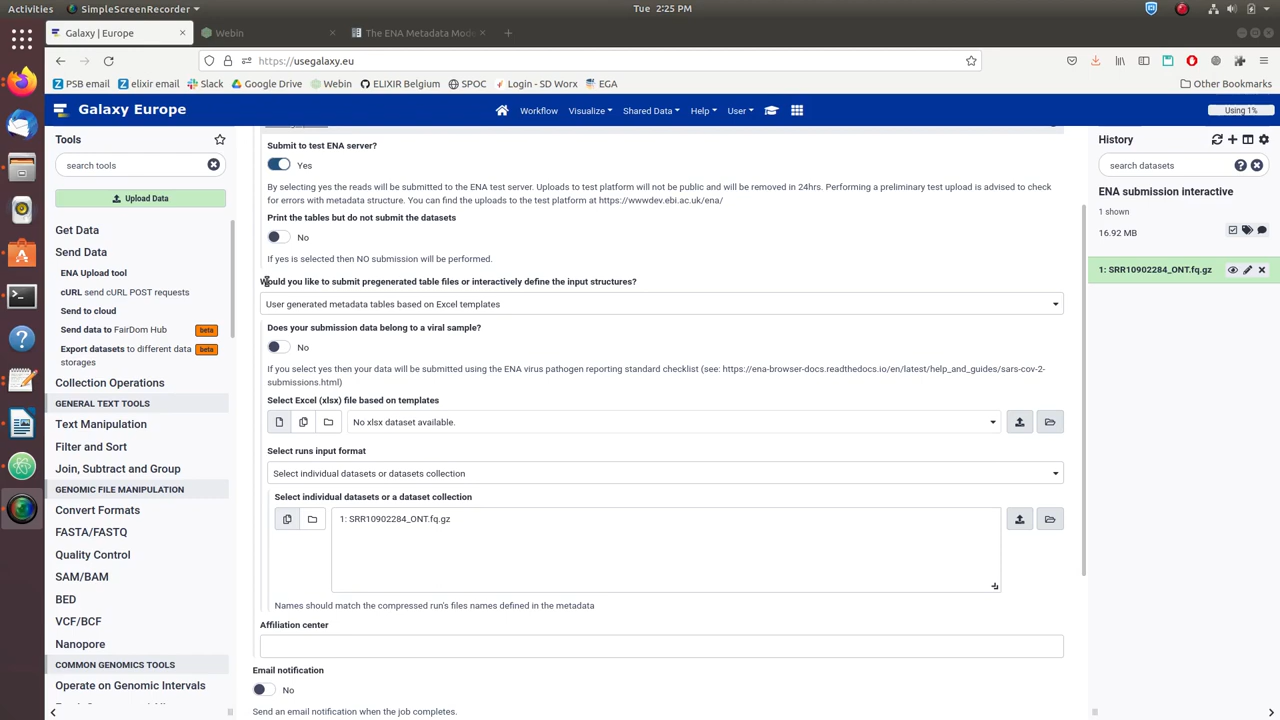 Activities SimpleScreenRecorder Tue 2:25 PM
Galaxy | Europe × Webin × The ENA Metadata Mod × +
https://usegalaxy.eu
PSB email elixir email Slack Google Drive Webin ELIXIR Belgium SPOC Login - SD Worx EGA Other Bookmarks
Galaxy Europe Workflow Visualize Shared Data Help User Using 1%
Tools
search tools
Upload Data
Get Data
Send Data
ENA Upload tool
cURL send cURL POST requests
Send to cloud
Send data to FairDom Hub beta
Export datasets to different data storages beta
Collection Operations
GENERAL TEXT TOOLS
Text Manipulation
Filter and Sort
Join, Subtract and Group
GENOMIC FILE MANIPULATION
Convert Formats
FASTA/FASTQ
Quality Control
SAM/BAM
BED
VCF/BCF
Nanopore
COMMON GENOMICS TOOLS
Operate on Genomic Intervals
Submit to test ENA server?
Yes
By selecting yes the reads will be submitted to the ENA test server. Uploads to test platform will not be public and will be removed in 24hrs. Performing a preliminary test upload is advised to check
for errors with metadata structure. You can find the uploads to the test platform at https://wwwdev.ebi.ac.uk/ena/
Print the tables but do not submit the datasets
No
If yes is selected then NO submission will be performed.
Would you like to submit pregenerated table files or interactively define the input structures?
User generated metadata tables based on Excel templates
Does your submission data belong to a viral sample?
No
If you select yes then your data will be submitted using the ENA virus pathogen reporting standard checklist (see: https://ena-browser-docs.readthedocs.io/en/latest/help_and_guides/sars-cov-2-
submissions.html)
Select Excel (xlsx) file based on templates
No xlsx dataset available.
Select runs input format
Select individual datasets or datasets collection
Select individual datasets or a dataset collection
1: SRR10902284_ONT.fq.gz
Names should match the compressed run's files names defined in the metadata
Affiliation center
Email notification
No
Send an email notification when the job completes.
History
search datasets
ENA submission interactive
1 shown
16.92 MB
1: SRR10902284_ONT.fq.gz